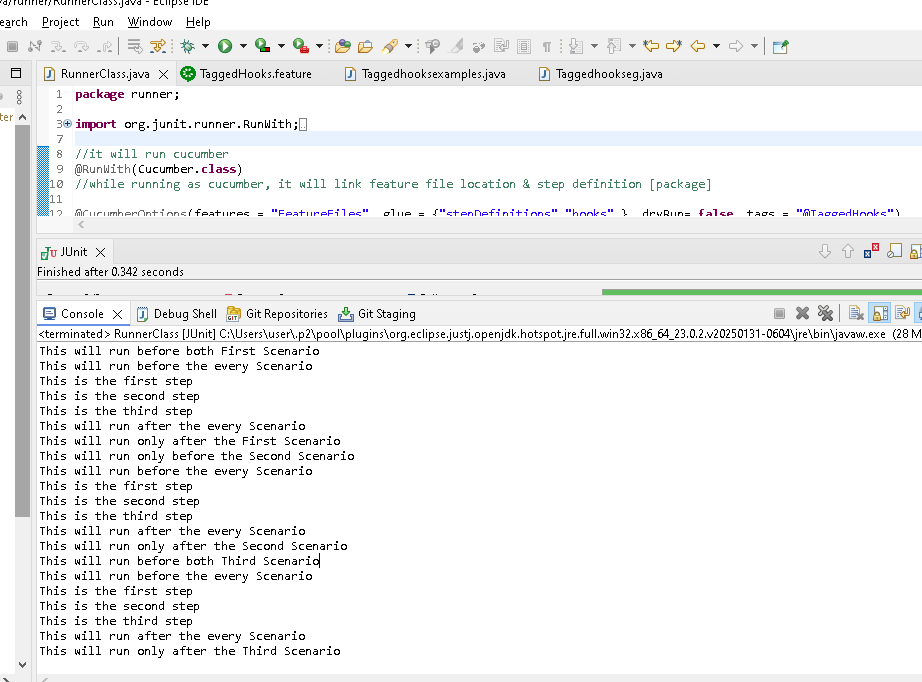 va/runner/RunnerClass.java - Eclipse IDE
earch Project Run Window Help
RunnerClass.java TaggedHooks.feature Taggedhooksexamples.java Taggedhookseg.java
ter
1 package runner;
2
3 import org.junit.runner.RunWith;
7
8 //it will run cucumber
9 @RunWith(Cucumber.class)
10 //while running as cucumber, it will link feature file location & step definition [package]
11
12 @CucumberOptions(features = "FeatureFiles", glue = {"stepDefinitions","hooks" }, dryRun= false, tags = "@TaggedHooks")
JUnit
Finished after 0.342 seconds
Console Debug Shell Git Repositories Git Staging
<terminated> RunnerClass [JUnit] C:\Users\user\.p2\pool\plugins\org.eclipse.justj.openjdk.hotspot.jre.full.win32.x86_64_23.0.2.v20250131-0604\jre\bin\javaw.exe (28 M
This will run before both First Scenario
This will run before the every Scenario
This is the first step
This is the second step
This is the third step
This will run after the every Scenario
This will run only after the First Scenario
This will run only before the Second Scenario
This will run before the every Scenario
This is the first step
This is the second step
This is the third step
This will run after the every Scenario
This will run only after the Second Scenario
This will run before both Third Scenario
This will run before the every Scenario
This is the first step
This is the second step
This is the third step
This will run after the every Scenario
This will run only after the Third Scenario